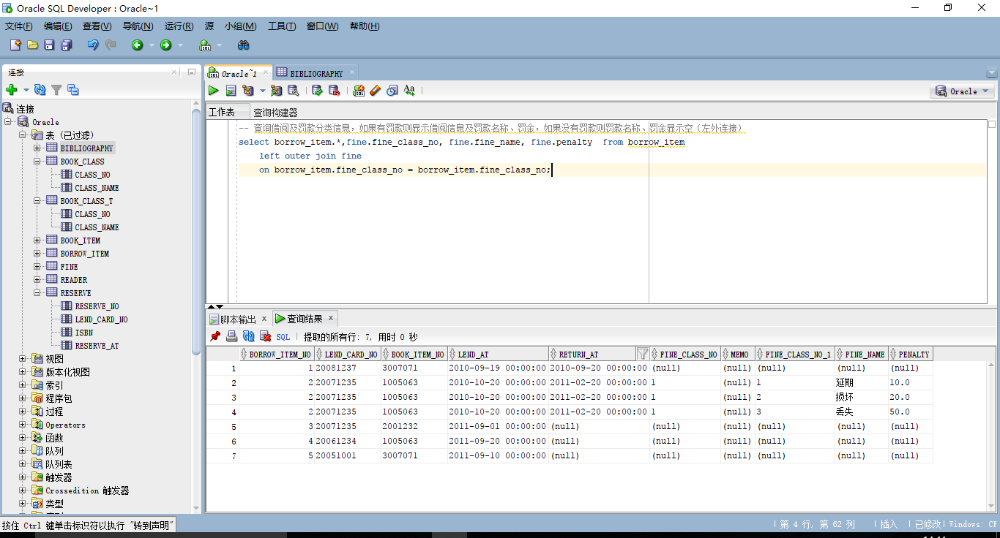 Oracle SQL Developer : Oracle~1
文件(F) 编辑(E) 查看(V) 导航(N) 运行(R) 源 小组(M) 工具(T) 窗口(W) 帮助(H)
连接
Oracle~1
BIBLIOGRAPHY
Oracle
工作表 查询构建器
连接
Oracle
表 (已过滤)
BIBLIOGRAPHY
BOOK_CLASS
CLASS_NO
CLASS_NAME
BOOK_CLASS_T
CLASS_NO
CLASS_NAME
BOOK_ITEM
BORROW_ITEM
FINE
READER
RESERVE
RESERVE_NO
LEND_CARD_NO
ISBN
RESERVE_AT
视图
版本化视图
索引
程序包
过程
Operators
函数
队列
队列表
触发器
Crossedition 触发器
类型
-- 查询借阅及罚款分类信息，如果有罚款则显示借阅信息及罚款名称、罚金，如果没有罚款则罚款名称、罚金显示空（左外连接）
select borrow_item.*,fine.fine_class_no, fine.fine_name, fine.penalty  from borrow_item
left outer join fine
on borrow_item.fine_class_no = borrow_item.fine_class_no;
脚本输出 查询结果
SQL 提取的所有行: 7, 用时 0 秒
BORROW_ITEM_NO LEND_CARD_NO BOOK_ITEM_NO LEND_AT RETURN_AT FINE_CLASS_NO MEMO FINE_CLASS_NO_1 FINE_NAME PENALTY
1 1 20081237 3007071 2010-09-19 00:00:00 2010-09-20 00:00:00 (null) (null) (null) (null) (null)
2 2 20071235 1005063 2010-10-20 00:00:00 2011-02-20 00:00:00 1 (null) 1 延期 10.0
3 2 20071235 1005063 2010-10-20 00:00:00 2011-02-20 00:00:00 1 (null) 2 损坏 20.0
4 2 20071235 1005063 2010-10-20 00:00:00 2011-02-20 00:00:00 1 (null) 3 丢失 50.0
5 3 20071235 2001232 2011-09-01 00:00:00 (null) (null) (null) (null) (null) (null)
6 4 20061234 1005063 2011-09-20 00:00:00 (null) (null) (null) (null) (null) (null)
7 5 20051001 3007071 2011-09-10 00:00:00 (null) (null) (null) (null) (null) (null)
按住 Ctrl 键单击标识符以执行 "转到声明"
第 4 行, 第 62 列 插入 已修改 Windows: CF